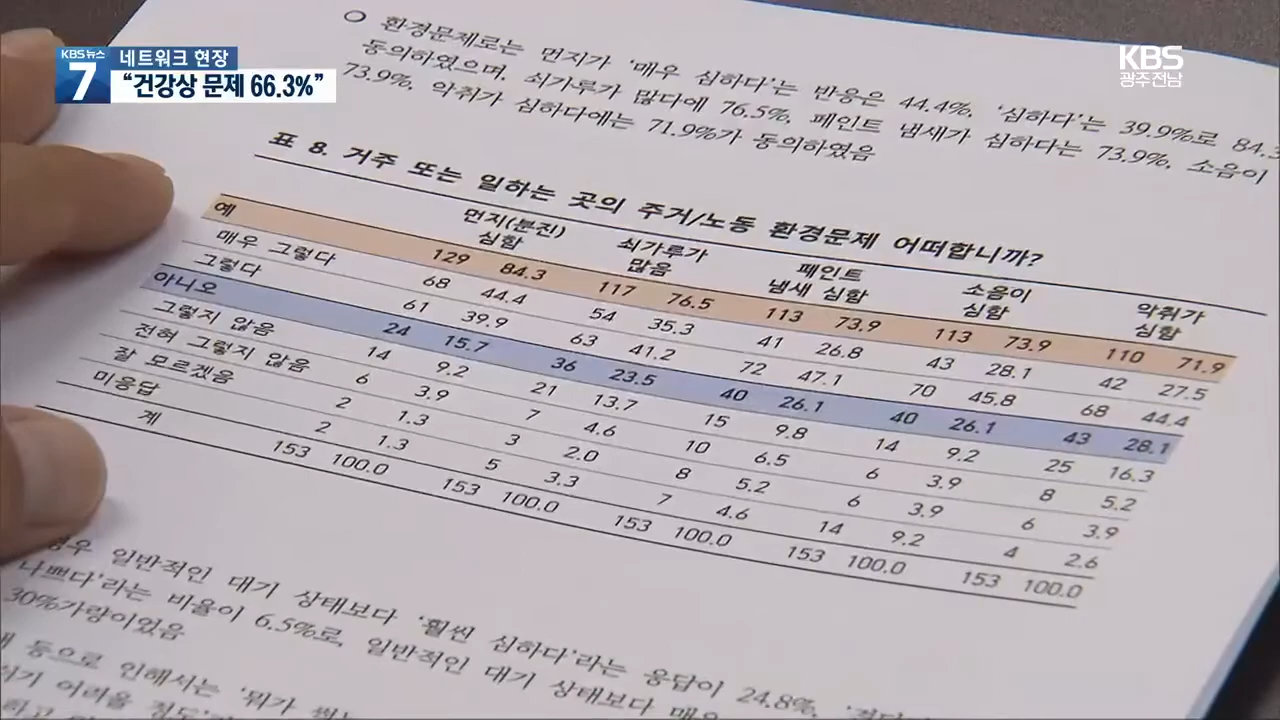 KBS 뉴스 7
네트워크 현장
“건강상 문제 66.3%”
KBS
광주전남
○ 환경문제로는 먼지가 ‘매우 심하다’는 반응은 44.4%, ‘심하다’는 39.9%로 84.3
동의하였으며, 쇠가루가 많다에 76.5%, 페인트 냄새가 심하다는 73.9%, 소음이
73.9%, 악취가 심하다에는 71.9%가 동의하였음
표 8. 거주 또는 일하는 곳의 주거/노동 환경문제 어떠합니까?
먼지(분진) 심함 쇠가루가 많음 페인트 냄새 심함 소음이 심함 악취가 심함
예 129 84.3 117 76.5 113 73.9 113 73.9 110 71.9
매우 그렇다 68 44.4 54 35.3 41 26.8 43 28.1 42 27.5
그렇다 61 39.9 63 41.2 72 47.1 70 45.8 68 44.4
아니오 24 15.7 36 23.5 40 26.1 40 26.1 43 28.1
그렇지 않음 14 9.2 21 13.7 15 9.8 14 9.2 25 16.3
전혀 그렇지 않음 6 3.9 7 4.6 10 6.5 6 3.9 8 5.2
잘 모르겠음 2 1.3 3 2.0 8 5.2 6 3.9 6 3.9
미응답 2 1.3 5 3.3 7 4.6 14 9.2 4 2.6
계 153 100.0 153 100.0 153 100.0 153 100.0 153 100.0
일반적인 대기 상태보다 ‘훨씬 심하다’라는 응답이 24.8%,
나쁘다’라는 비율이 6.5%로, 일반적인 대기 상태보다
30%가량이었음
등으로 인해서는 ‘뭐가
어려울 정도’